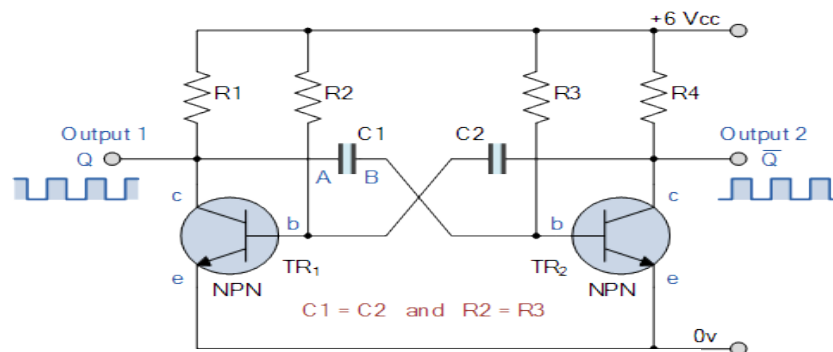 +6 Vcc
R1
R2
R3
R4
Output 1
C1
C2
Output 2
Q
A
B
Q̅
c
b
b
c
e
TR₁
TR₂
e
NPN
NPN
C1 = C2 and R2 = R3
0v